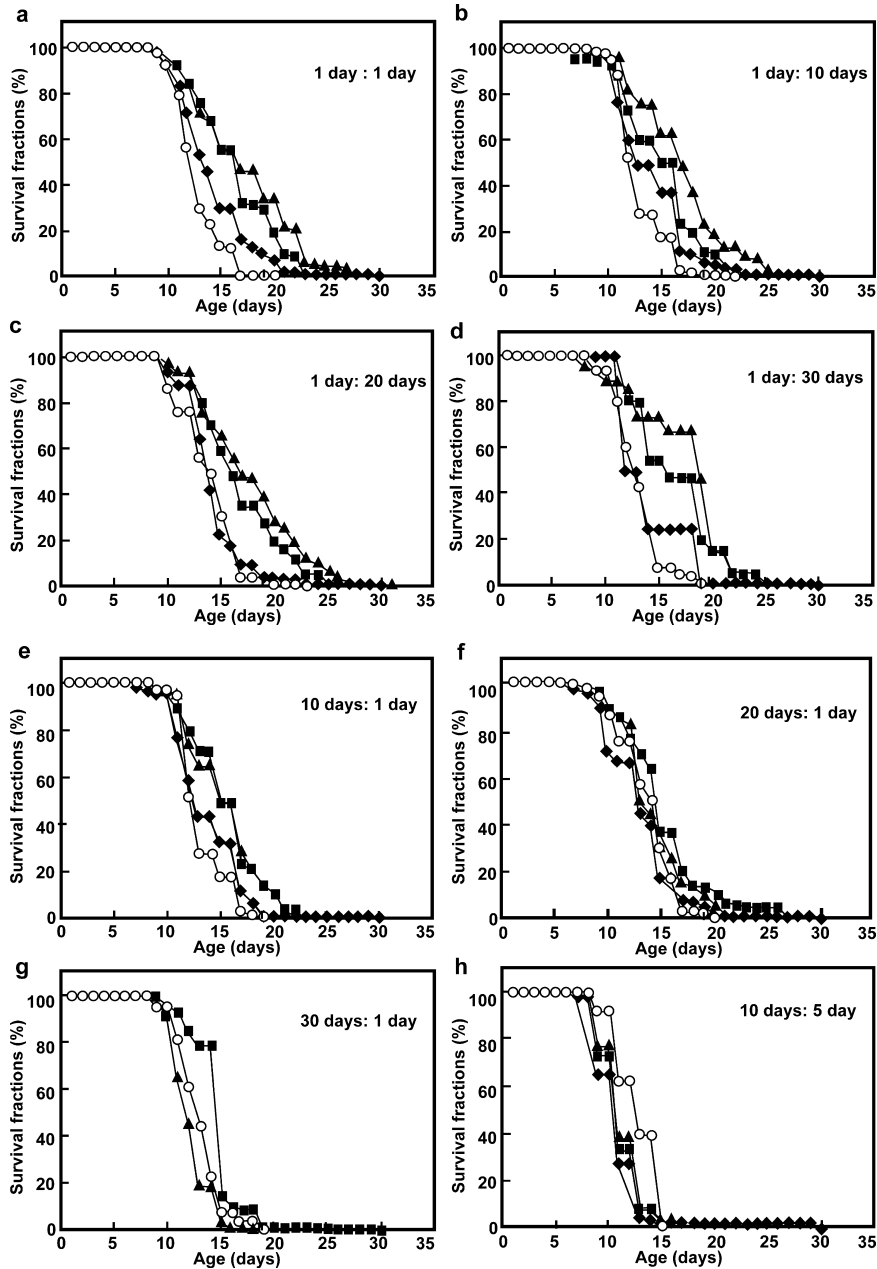 a
1 day : 1 day
Survival fractions (%)
100
80
60
40
20
0
0 5 10 15 20 25 30 35
Age (days)
b
1 day: 10 days
Survival fractions (%)
100
80
60
40
20
0
0 5 10 15 20 25 30 35
Age (days)
c
1 day: 20 days
Survival fractions (%)
100
80
60
40
20
0
0 5 10 15 20 25 30 35
Age (days)
d
1 day: 30 days
Survival fractions (%)
100
80
60
40
20
0
0 5 10 15 20 25 30 35
Age (days)
e
10 days: 1 day
Survival fractions (%)
100
80
60
40
20
0
0 5 10 15 20 25 30 35
Age (days)
f
20 days: 1 day
Survival fractions (%)
100
80
60
40
20
0
0 5 10 15 20 25 30 35
Age (days)
g
30 days: 1 day
Survival fractions (%)
100
80
60
40
20
0
0 5 10 15 20 25 30 35
Age (days)
h
10 days: 5 day
Survival fractions (%)
100
80
60
40
20
0
0 5 10 15 20 25 30 35
Age (days)